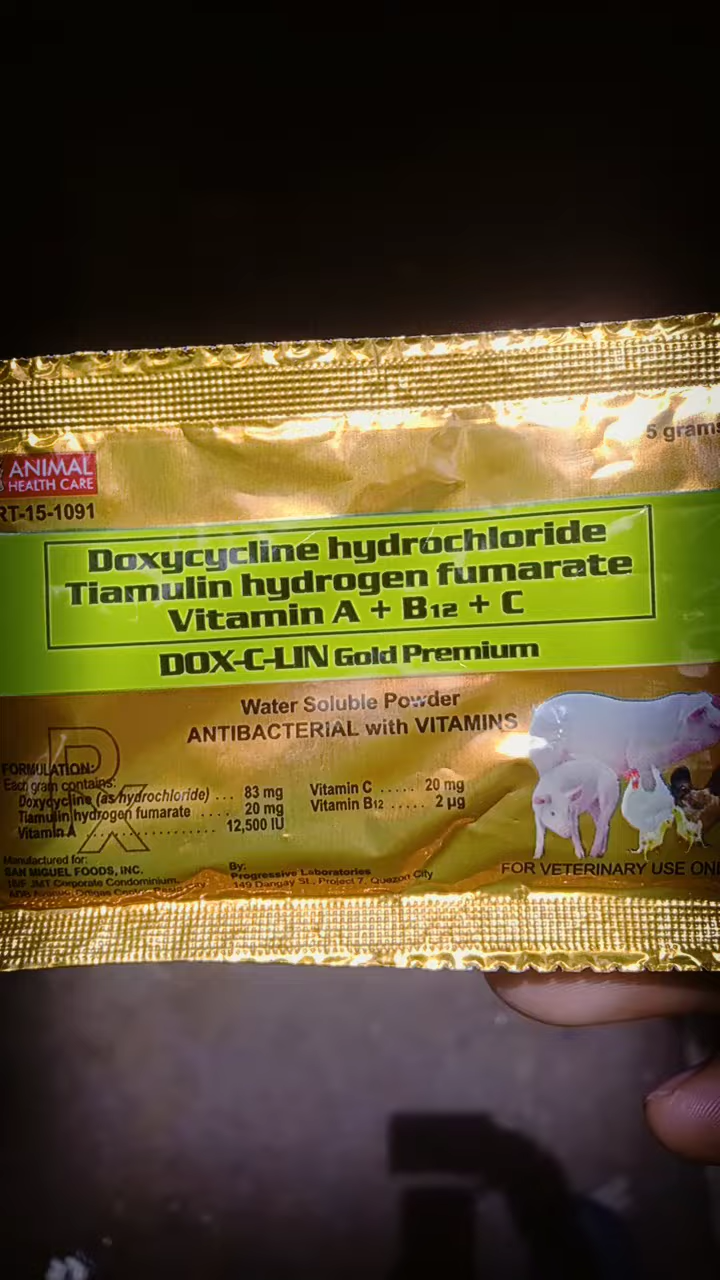 5 grams
ANIMAL
HEALTH CARE
RT-15-1091
Doxycycline hydrochloride
Tiamulin hydrogen fumarate
Vitamin A + B12 + C
DOX-C-LIN Gold Premium
Water Soluble Powder
ANTIBACTERIAL with VITAMINS
RX
FORMULATION:
Each gram contains:
Doxycycline (as hydrochloride) ... 83 mg
Tiamulin hydrogen fumarate ..... 20 mg
Vitamin A .................... 12,500 IU
Vitamin C ..... 20 mg
Vitamin B12 ..... 2 µg
Manufactured for:
SAN MIGUEL FOODS, INC.
JMT Corporate Condominium,
By:
Progressive Laboratories
149 Dangay St., Project 7, Quezon City
FOR VETERINARY USE ONL